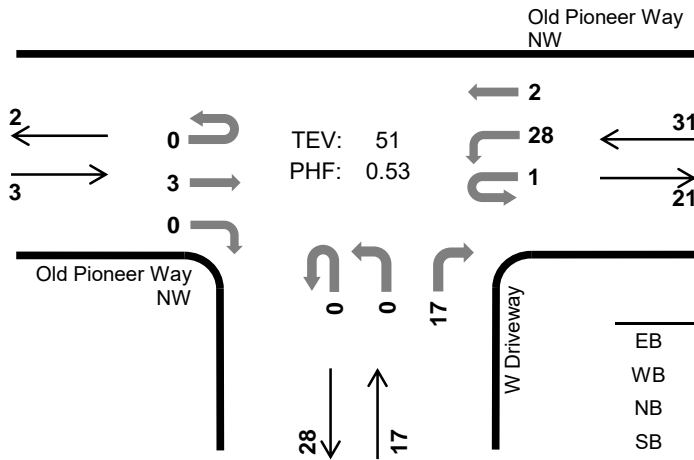 Old Pioneer Way
NW
2
2
31
0
TEV: 51
28
3
3
PHF: 0.53
1
21
0
Old Pioneer Way
NW
0
0
17
W Driveway
EB
WB
NB
SB
28
17